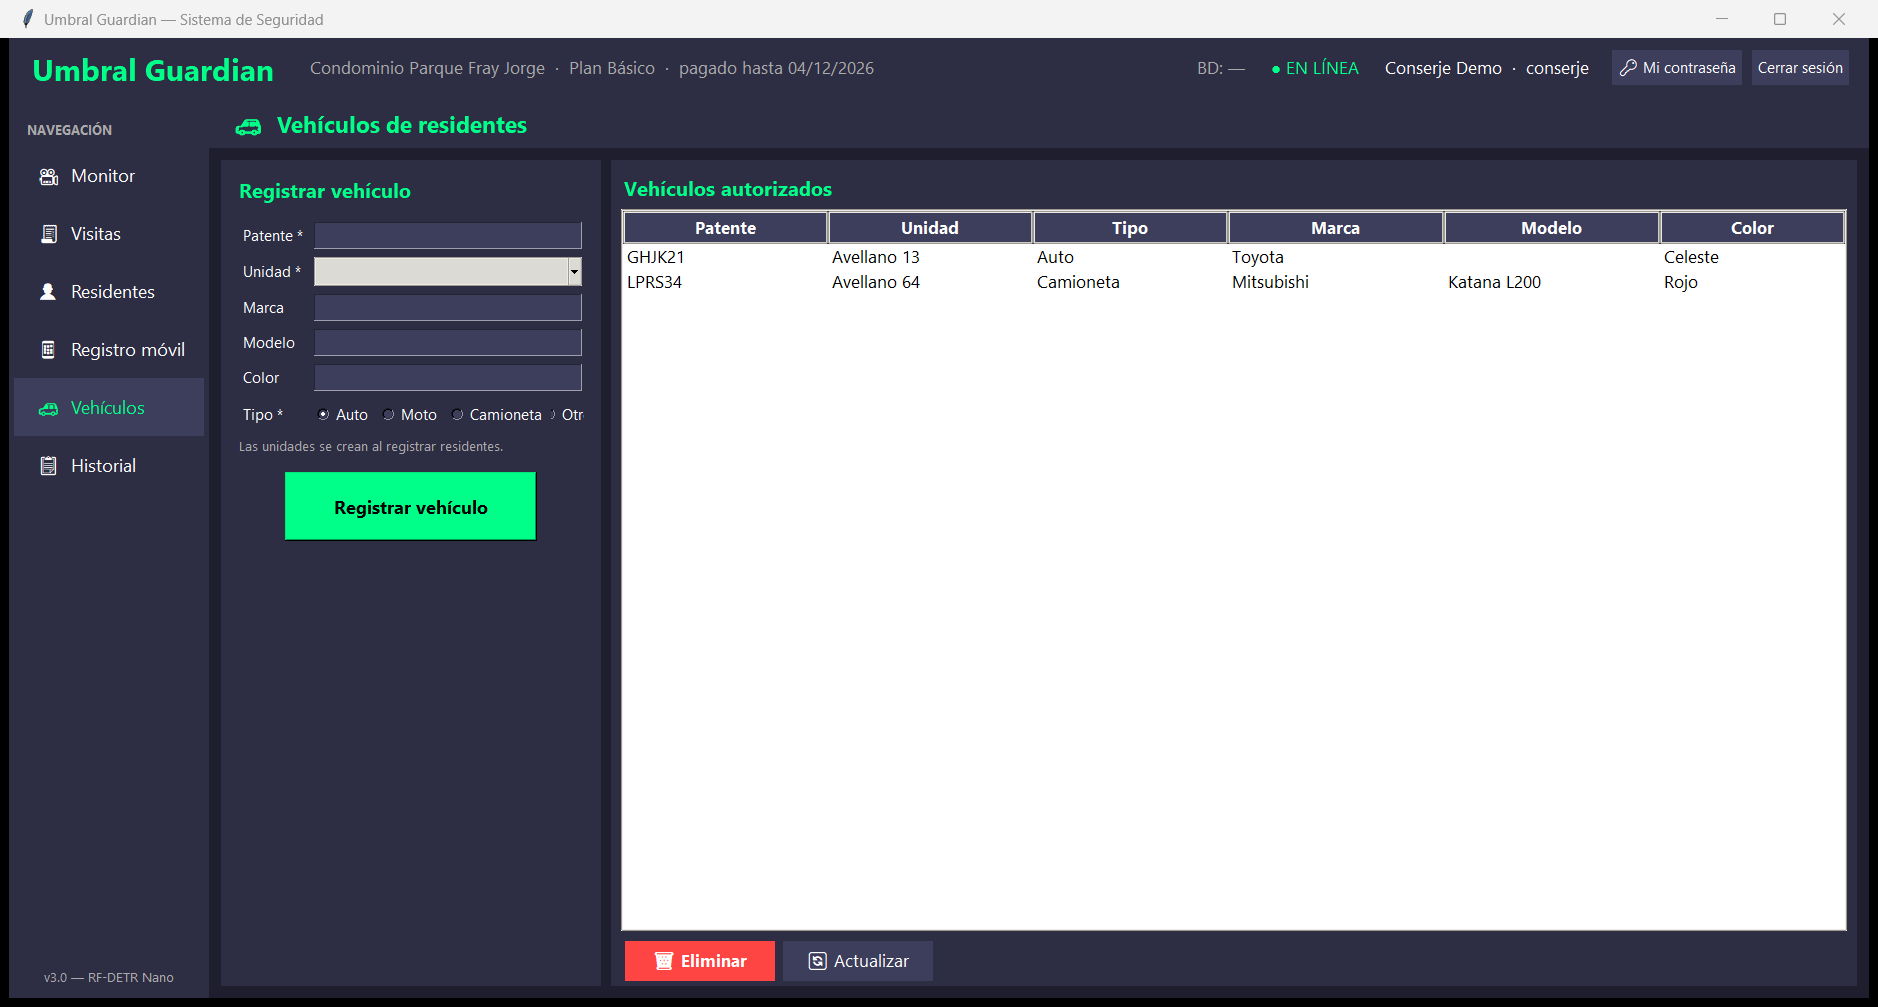 Umbral Guardian — Sistema de Seguridad
Umbral Guardian
Condominio Parque Fray Jorge · Plan Básico · pagado hasta 04/12/2026
BD: —
● EN LÍNEA
Conserje Demo · conserje
Mi contraseña
Cerrar sesión
NAVEGACIÓN
Monitor
Visitas
Residentes
Registro móvil
Vehículos
Historial
v3.0 — RF-DETR Nano
Vehículos de residentes
Registrar vehículo
Patente *
Unidad *
Marca
Modelo
Color
Tipo * Auto Moto Camioneta Otr
Las unidades se crean al registrar residentes.
Registrar vehículo
Vehículos autorizados
Patente Unidad Tipo Marca Modelo Color
GHJK21 Avellano 13 Auto Toyota Celeste
LPRS34 Avellano 64 Camioneta Mitsubishi Katana L200 Rojo
Eliminar
Actualizar